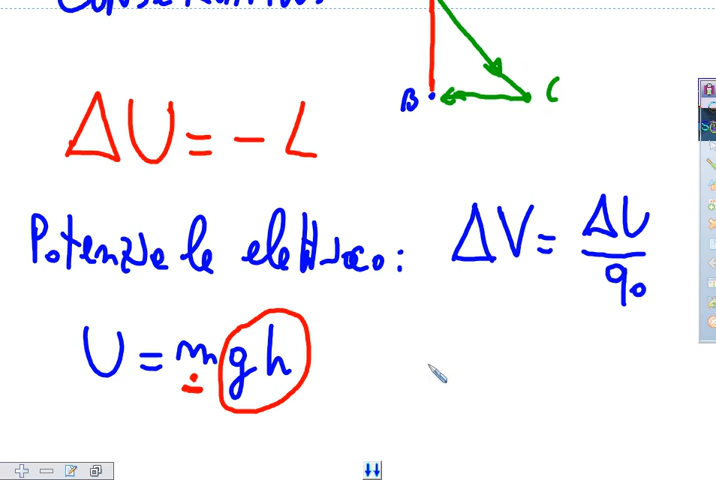 B C
ΔU = - L
Potenziale elettrico: ΔV = ΔU / q₀
U = mgh